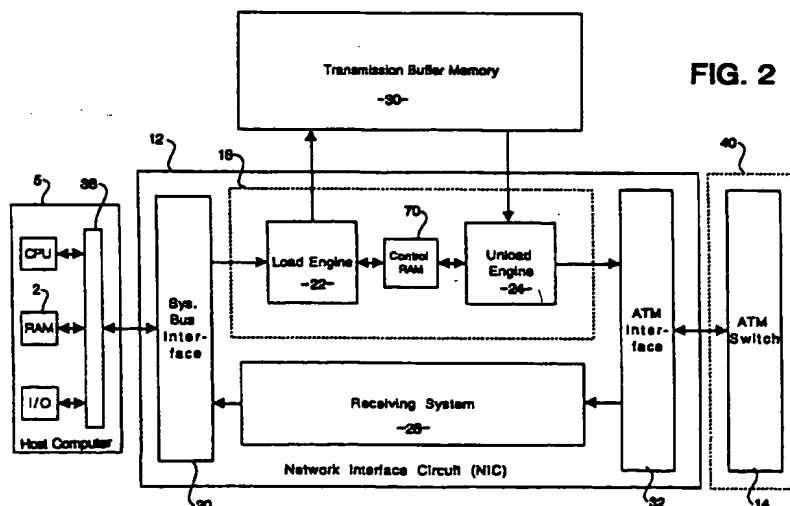 FIG. 2
Transmission Buffer Memory
-30-
12
18
40
5
36
70
CPU
2
RAM
I/O
Host Computer
Sys.
Bus
Inter-
face
Load Engine
-22-
Control
RAM
Unload
Engine
-24-
ATM
Inter-
face
ATM
Switch
Receiving System
Network Interface Circuit (NIC)
32
14